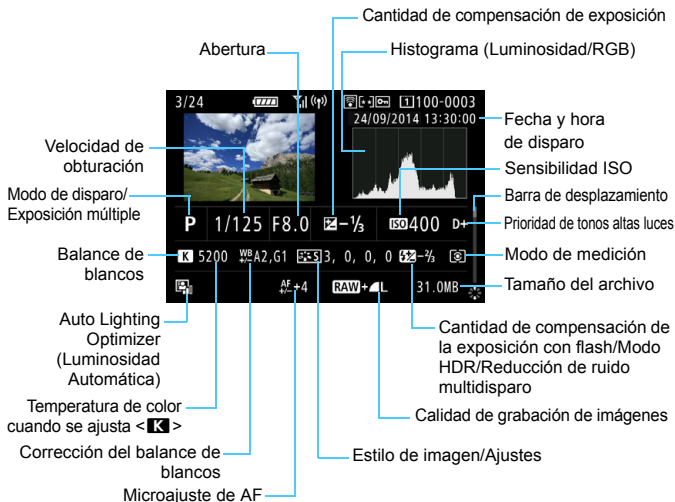 Cantidad de compensación de exposición
Abertura
Histograma (Luminosidad/RGB)
3/24
1 100-0003
24/09/2014 13:30:00
Fecha y hora
de disparo
Velocidad de
obturación
Sensibilidad ISO
Modo de disparo/
Exposición múltiple
Barra de desplazamiento
P 1/125 F8.0 -1/3 ISO 400 D+
Prioridad de tonos altas luces
Balance de
blancos
K 5200 WB +/- A2,G1 S 3, 0, 0, 0 -2/3
Modo de medición
AF +/- +4 RAW+L 31.0MB
Tamaño del archivo
Auto Lighting
Optimizer
(Luminosidad
Automática)
Cantidad de compensación de
la exposición con flash/Modo
HDR/Reducción de ruido
multidisparo
Temperatura de color
cuando se ajusta <K>
Calidad de grabación de imágenes
Corrección del balance de
blancos
Estilo de imagen/Ajustes
Microajuste de AF